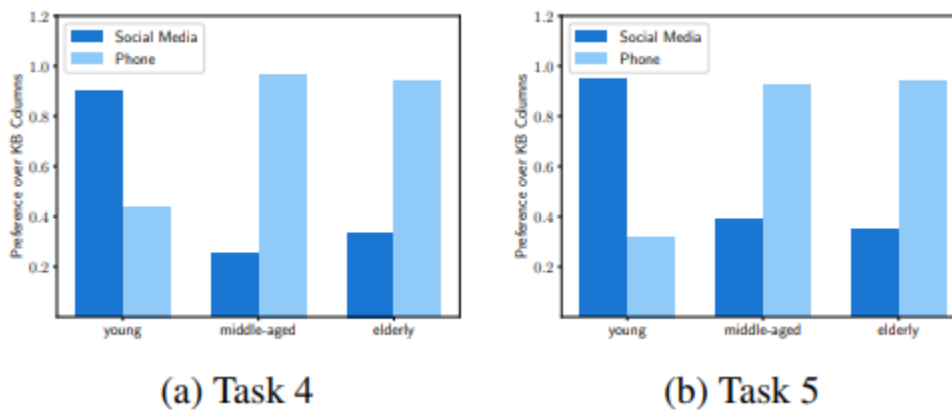 1.2
1.0
0.8
0.6
0.4
0.2
Preference over KB Columns
Social Media
Phone
young middle-aged elderly
(a) Task 4
1.2
1.0
0.8
0.6
0.4
0.2
Preference over KB Columns
Social Media
Phone
young middle-aged elderly
(b) Task 5